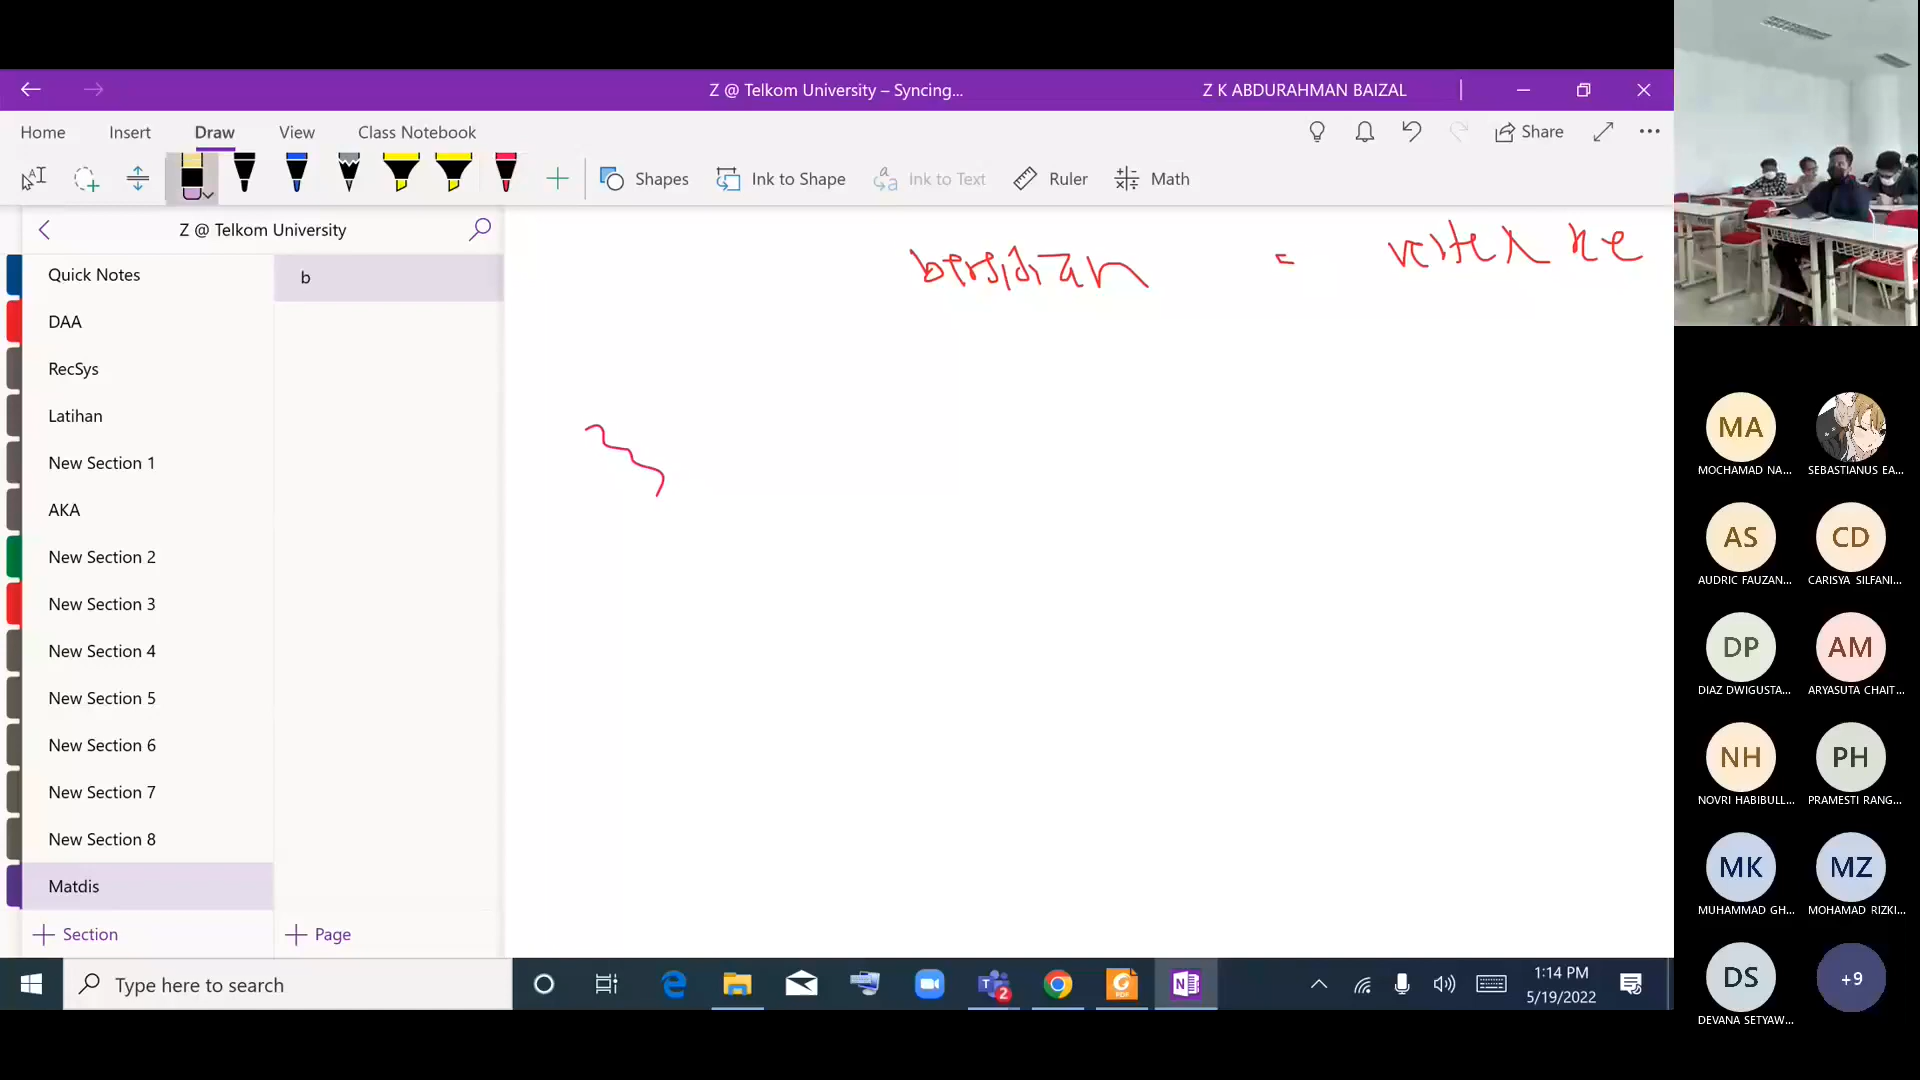 Z @ Telkom University – Syncing...
Z K ABDURAHMAN BAIZAL
Home Insert Draw View Class Notebook
Share
Shapes Ink to Shape Ink to Text Ruler Math
Z @ Telkom University
bersisian = vertex ke
Quick Notes
b
DAA
RecSys
Latihan
New Section 1
AKA
New Section 2
New Section 3
New Section 4
New Section 5
New Section 6
New Section 7
New Section 8
Matdis
Section
Page
MA
MOCHAMAD NA...
SEBASTIANUS EA...
AS
CD
AUDRIC FAUZAN...
CARISYA SILFANI...
DP
AM
DIAZ DWIGUSTA...
ARYASUTA CHAIT...
NH
PH
NOVRI HABIBULL...
PRAMESTI RANG...
MK
MZ
MUHAMMAD GH...
MOHAMAD RIZKI...
DS
+9
DEVANA SETYAW...
Type here to search
2
PDF
N
1:14 PM
5/19/2022